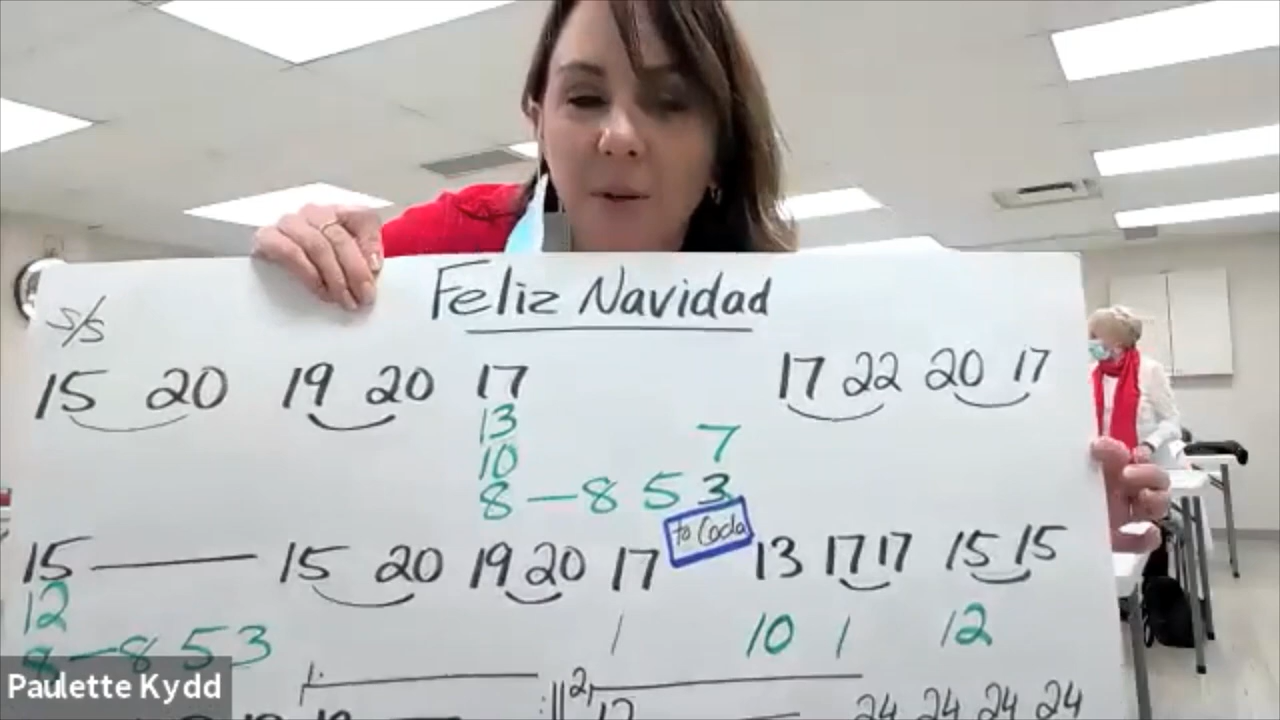 Feliz Navidad
S/S
15 20 19 20 17 17 22 20 17
13
10 7
8 — 8 5 3
to Coda
15 — 15 20 19 20 17 13 17 17 15 15
12 1 10 1 12
8 — 8 5 3
1. 2.
24 24 24 24
Paulette Kydd